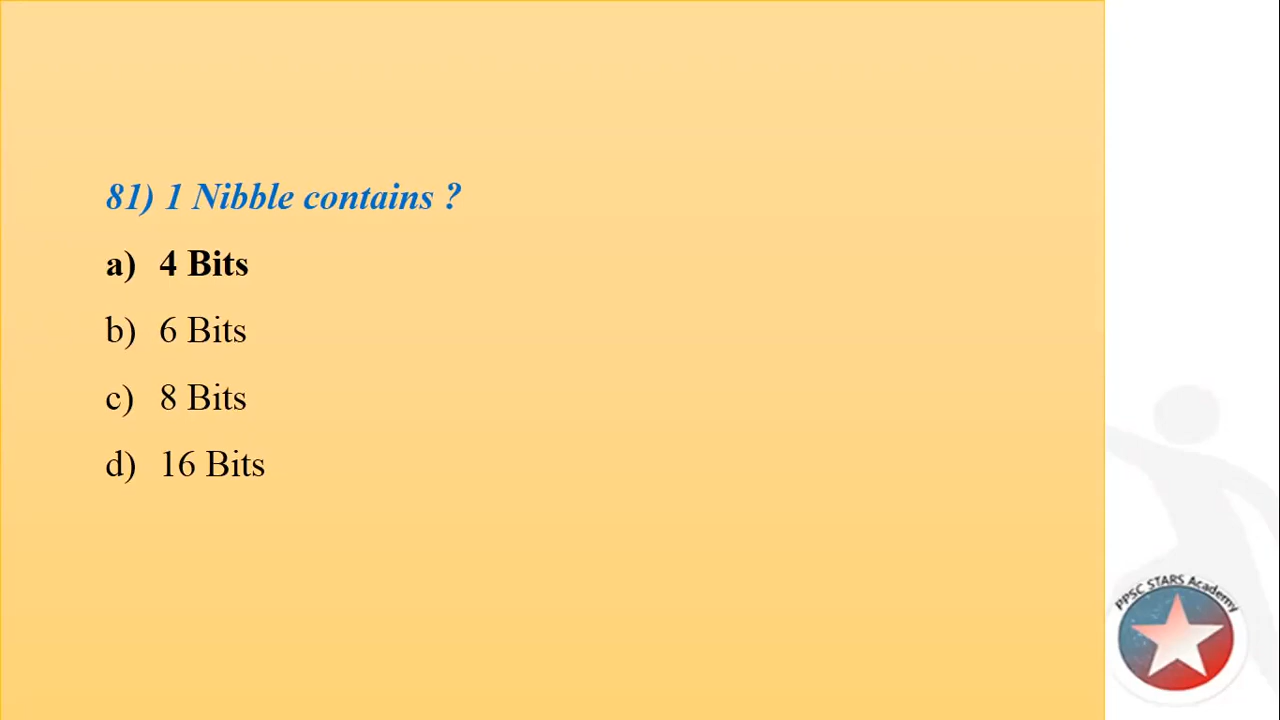 81) 1 Nibble contains ?
a) 4 Bits
b) 6 Bits
c) 8 Bits
d) 16 Bits
PPSC STARS Academy